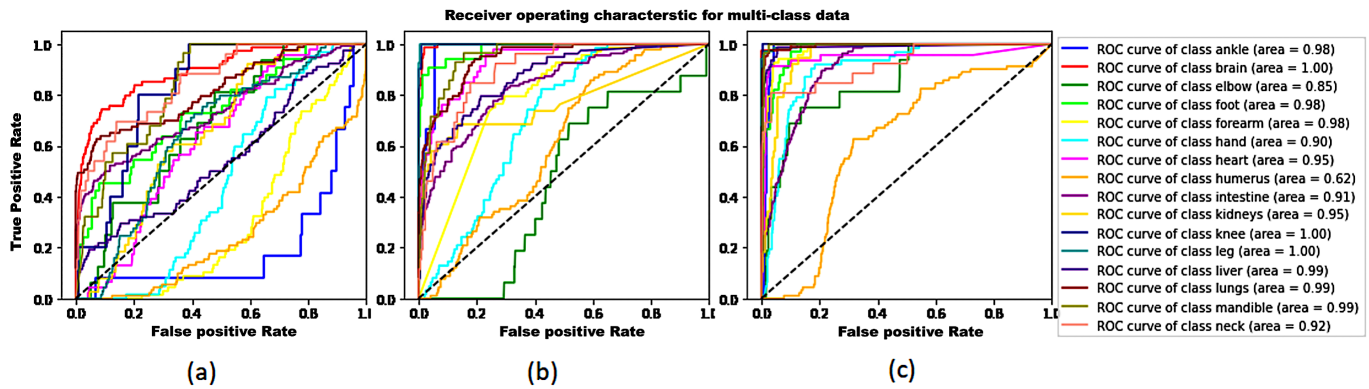 Receiver operating characterstic for multi-class data
True Positive Rate
1.0
0.8
0.6
0.4
0.2
0.0
0.0 0.2 0.4 0.6 0.8 1.0
False positive Rate
(a)
1.0
0.8
0.6
0.4
0.2
0.0
0.0 0.2 0.4 0.6 0.8 1.0
False positive Rate
(b)
1.0
0.8
0.6
0.4
0.2
0.0
0.0 0.2 0.4 0.6 0.8 1.0
False positive Rate
(c)
ROC curve of class ankle (area = 0.98)
ROC curve of class brain (area = 1.00)
ROC curve of class elbow (area = 0.85)
ROC curve of class foot (area = 0.98)
ROC curve of class forearm (area = 0.98)
ROC curve of class hand (area = 0.90)
ROC curve of class heart (area = 0.95)
ROC curve of class humerus (area = 0.62)
ROC curve of class intestine (area = 0.91)
ROC curve of class kidneys (area = 0.95)
ROC curve of class knee (area = 1.00)
ROC curve of class leg (area = 1.00)
ROC curve of class liver (area = 0.99)
ROC curve of class lungs (area = 0.99)
ROC curve of class mandible (area = 0.99)
ROC curve of class neck (area = 0.92)